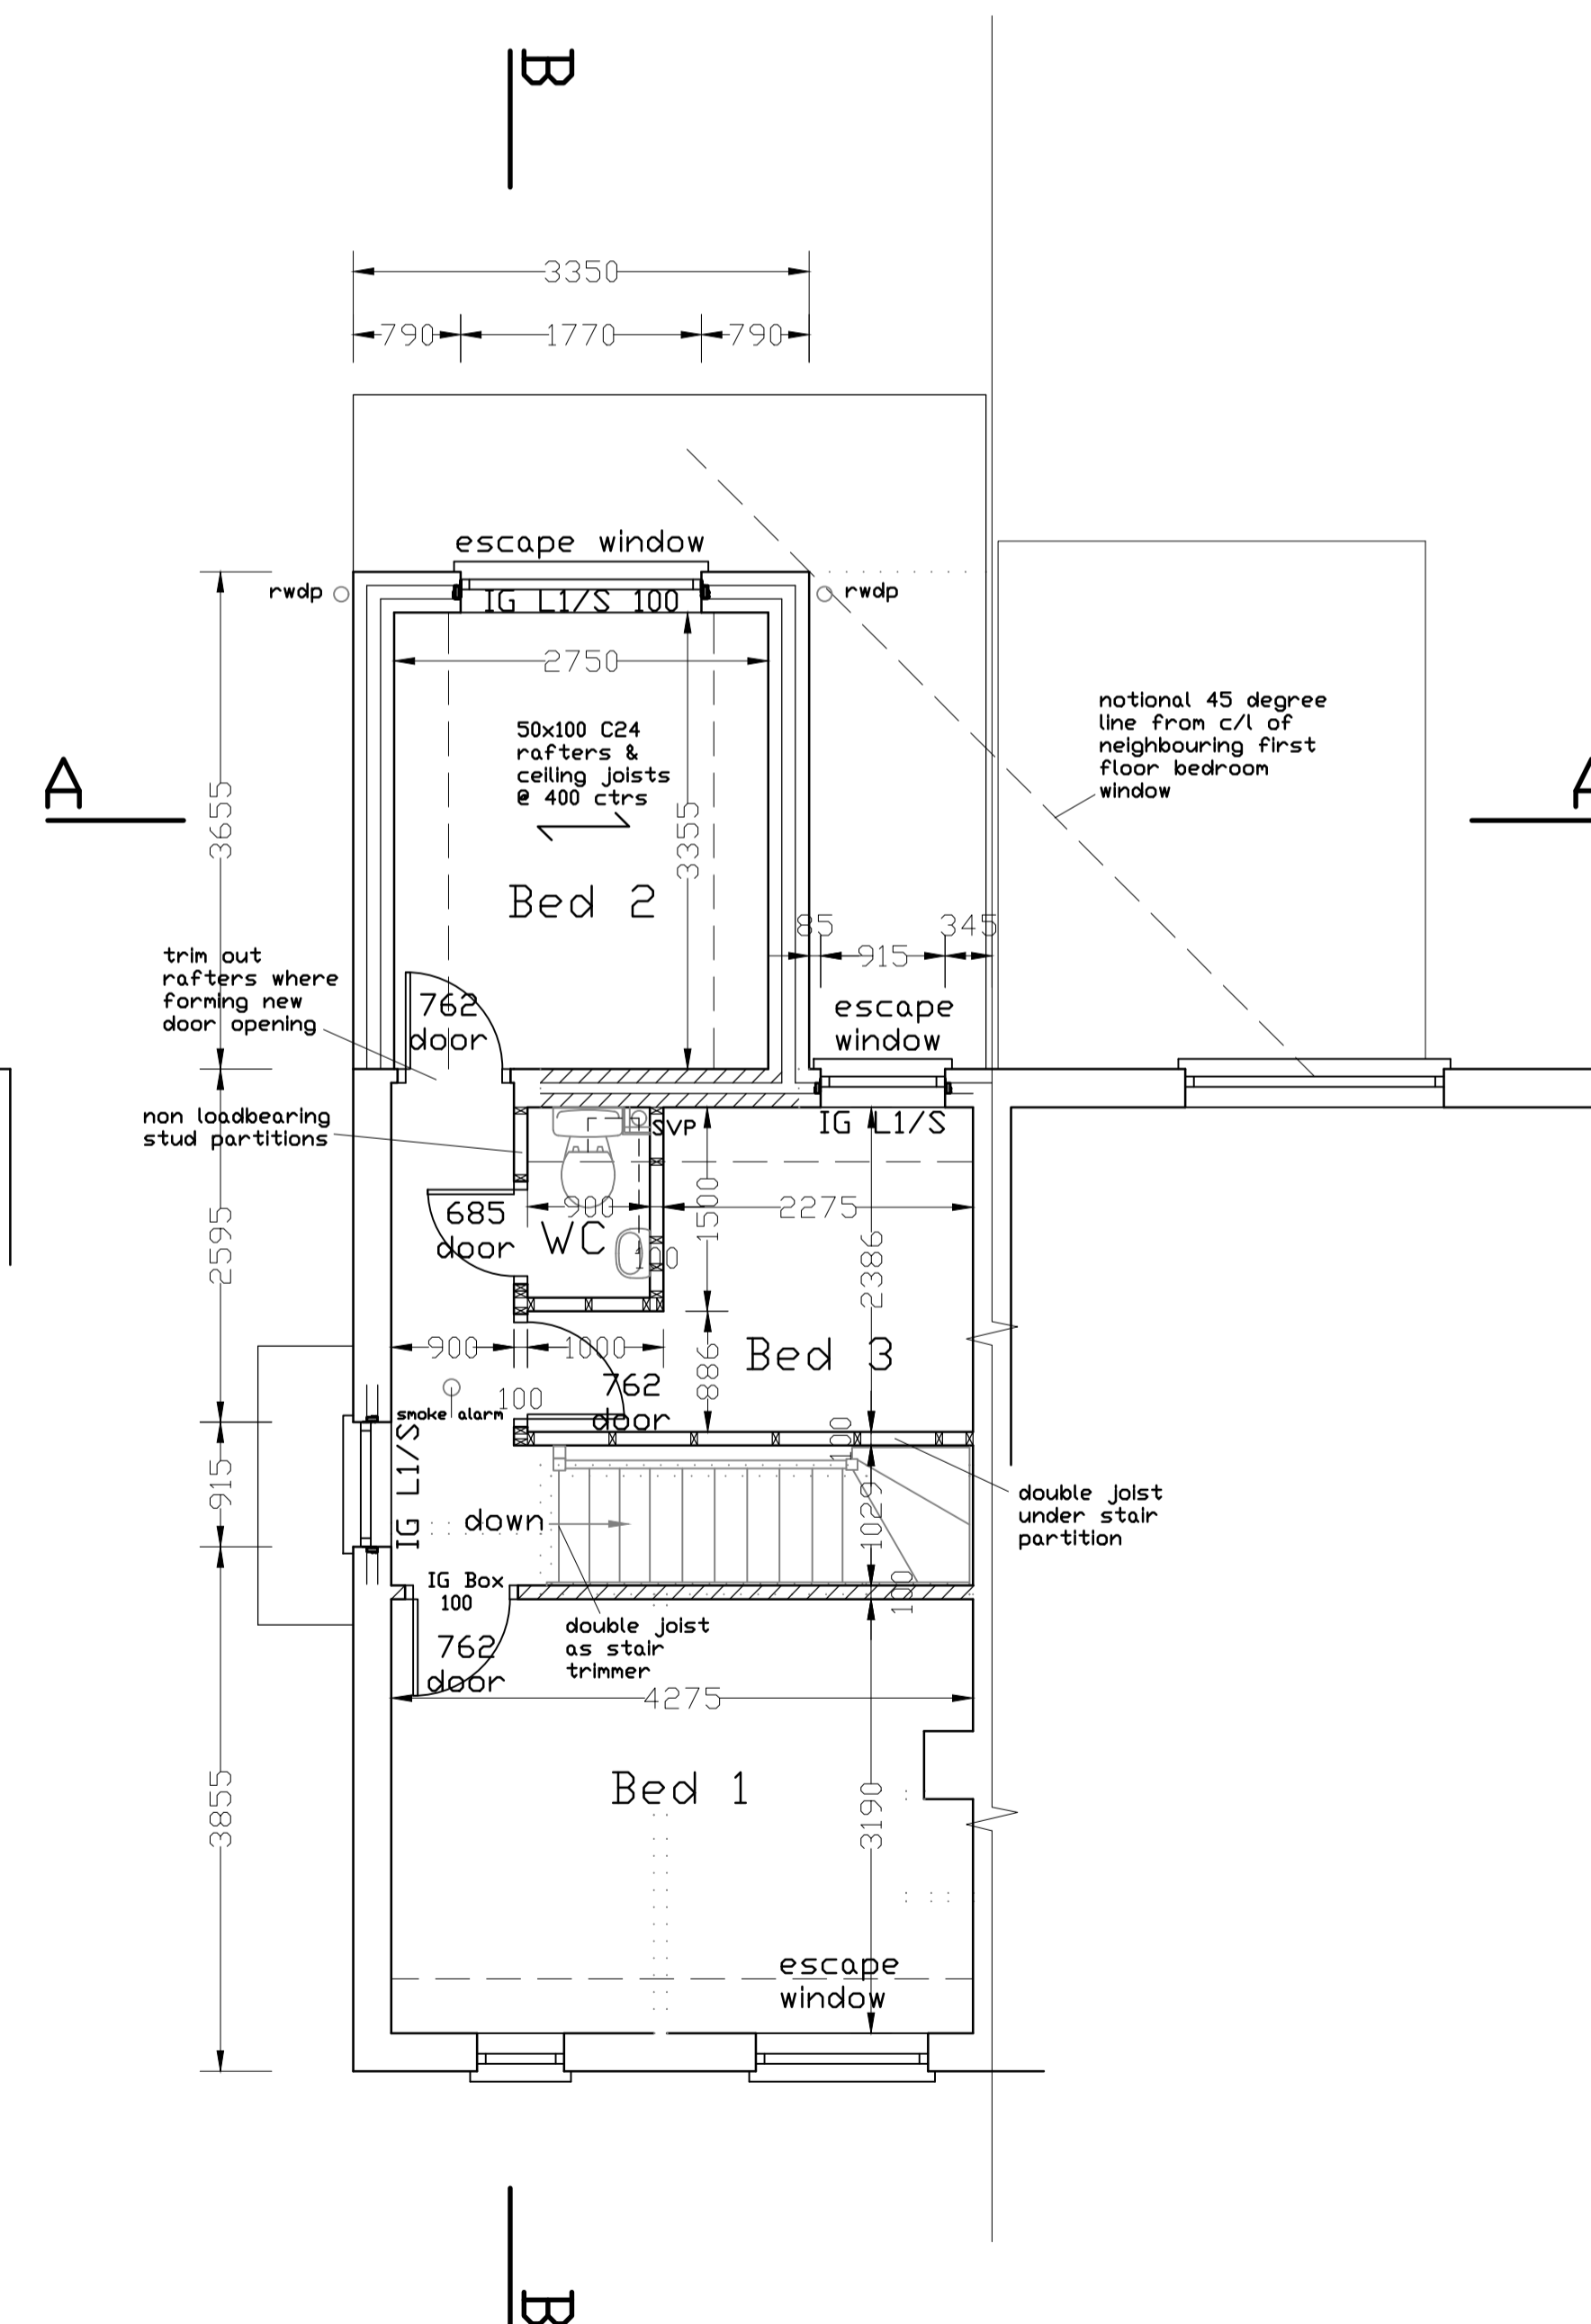 B
3350
790
1770
790
escape window
rwdp
IG L1/S 100
rwdp
2750
50x100 C24
rafters &
ceiling joists
@ 400 ctrs
3355
3655
A
A
Bed 2
notional 45 degree
line from c/l of
neighbouring first
floor bedroom
window
85
915
345
trim out
rafters where
forming new
door opening
762
door
escape
window
non loadbearing
stud partitions
SVP
IG L1/S
2595
685
door
900
WC
100
1500
2275
2386
900
1000
886
Bed 3
100
762
door
smoke alarm
100
IG L1/S
915
down
1029
double joist
under stair
partition
IG Box
100
100
762
door
double joist
as stair
trimmer
4275
3855
Bed 1
3190
escape
window
B